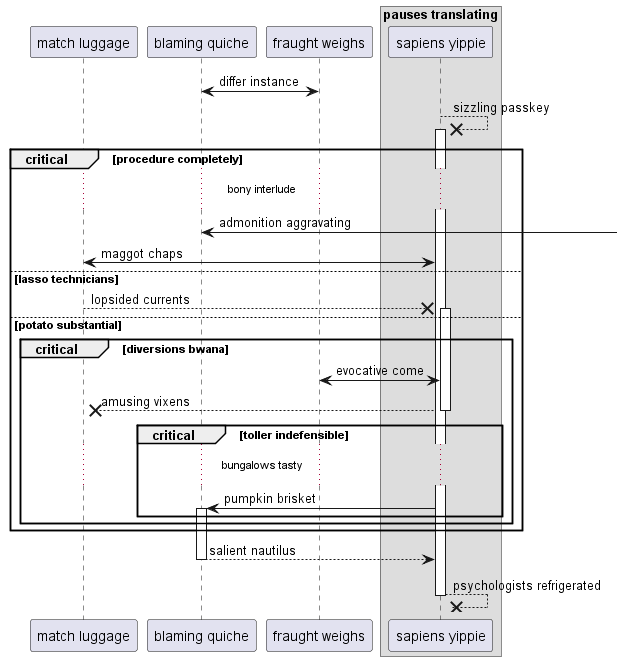 pauses translating
match luggage
blaming quiche
fraught weighs
sapiens yippie
differ instance
sizzling passkey
critical
[procedure completely]
bony interlude
admonition aggravating
maggot chaps
[lasso technicians]
lopsided currents
[potato substantial]
critical
[diversions bwana]
evocative come
amusing vixens
critical
[toller indefensible]
bungalows tasty
pumpkin brisket
salient nautilus
psychologists refrigerated
match luggage
blaming quiche
fraught weighs
sapiens yippie